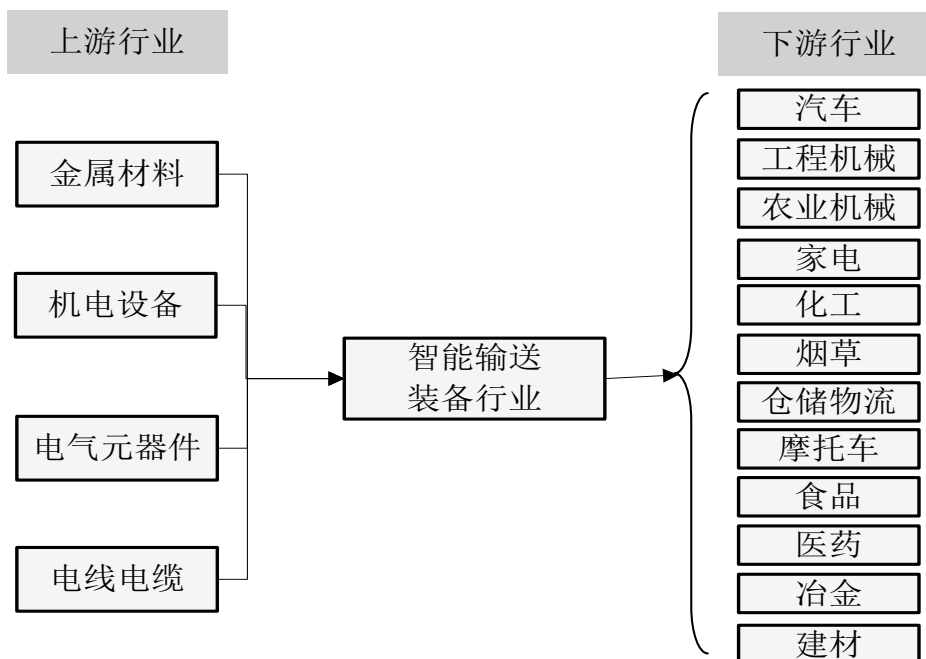 上游行业
下游行业
金属材料
机电设备
电气元器件
电线电缆
智能输送
装备行业
汽车
工程机械
农业机械
家电
化工
烟草
仓储物流
摩托车
食品
医药
冶金
建材